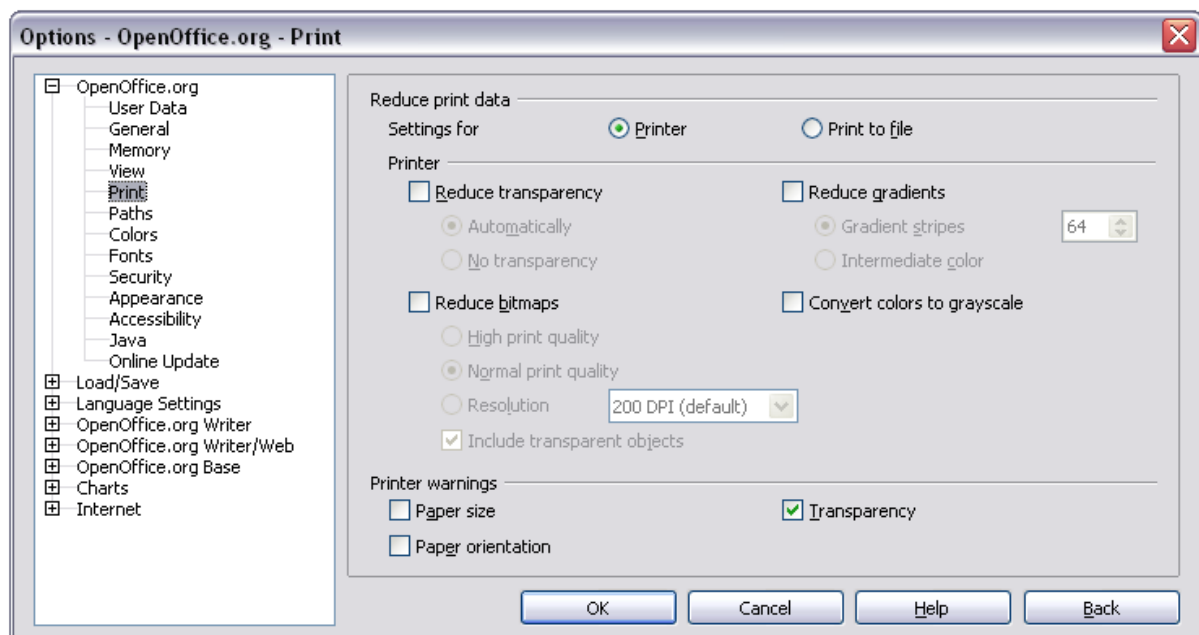 Options - OpenOffice.org - Print
OpenOffice.org
User Data
General
Memory
View
Print
Paths
Colors
Fonts
Security
Appearance
Accessibility
Java
Online Update
Load/Save
Language Settings
OpenOffice.org Writer
OpenOffice.org Writer/Web
OpenOffice.org Base
Charts
Internet
Reduce print data
Settings for Printer Print to file
Printer
Reduce transparency Reduce gradients
Automatically Gradient stripes 64
No transparency Intermediate color
Reduce bitmaps Convert colors to grayscale
High print quality
Normal print quality
Resolution 200 DPI (default)
Include transparent objects
Printer warnings
Paper size Transparency
Paper orientation
OK Cancel Help Back